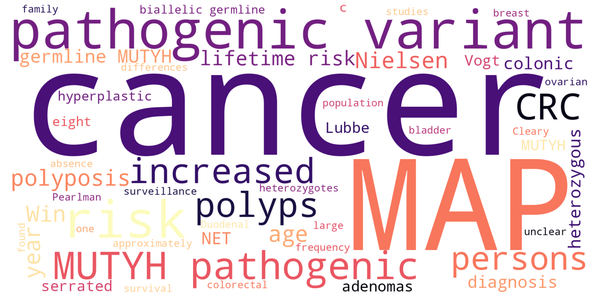 family
biallelic germline
C
studies
breast
pathogenic variant
germline MUTYH
lifetime risk
Nielsen
Vogt
colonic
differences
cancer
ovarian
hyperplastic
population
CRC
eight
Lubbe
bladder
Cleary
MUTYH
absence
polyposis
increased
MAP
heterozygous
Pearlman
surveillance
heterozygotes
unclear
polyps
Win
risk
Duodenal
age
large
year
found
one
approximately
NET
frequency
persons
MUTYH
pathogenic
serrated
survival
colorectal
adenomas
diagnosis